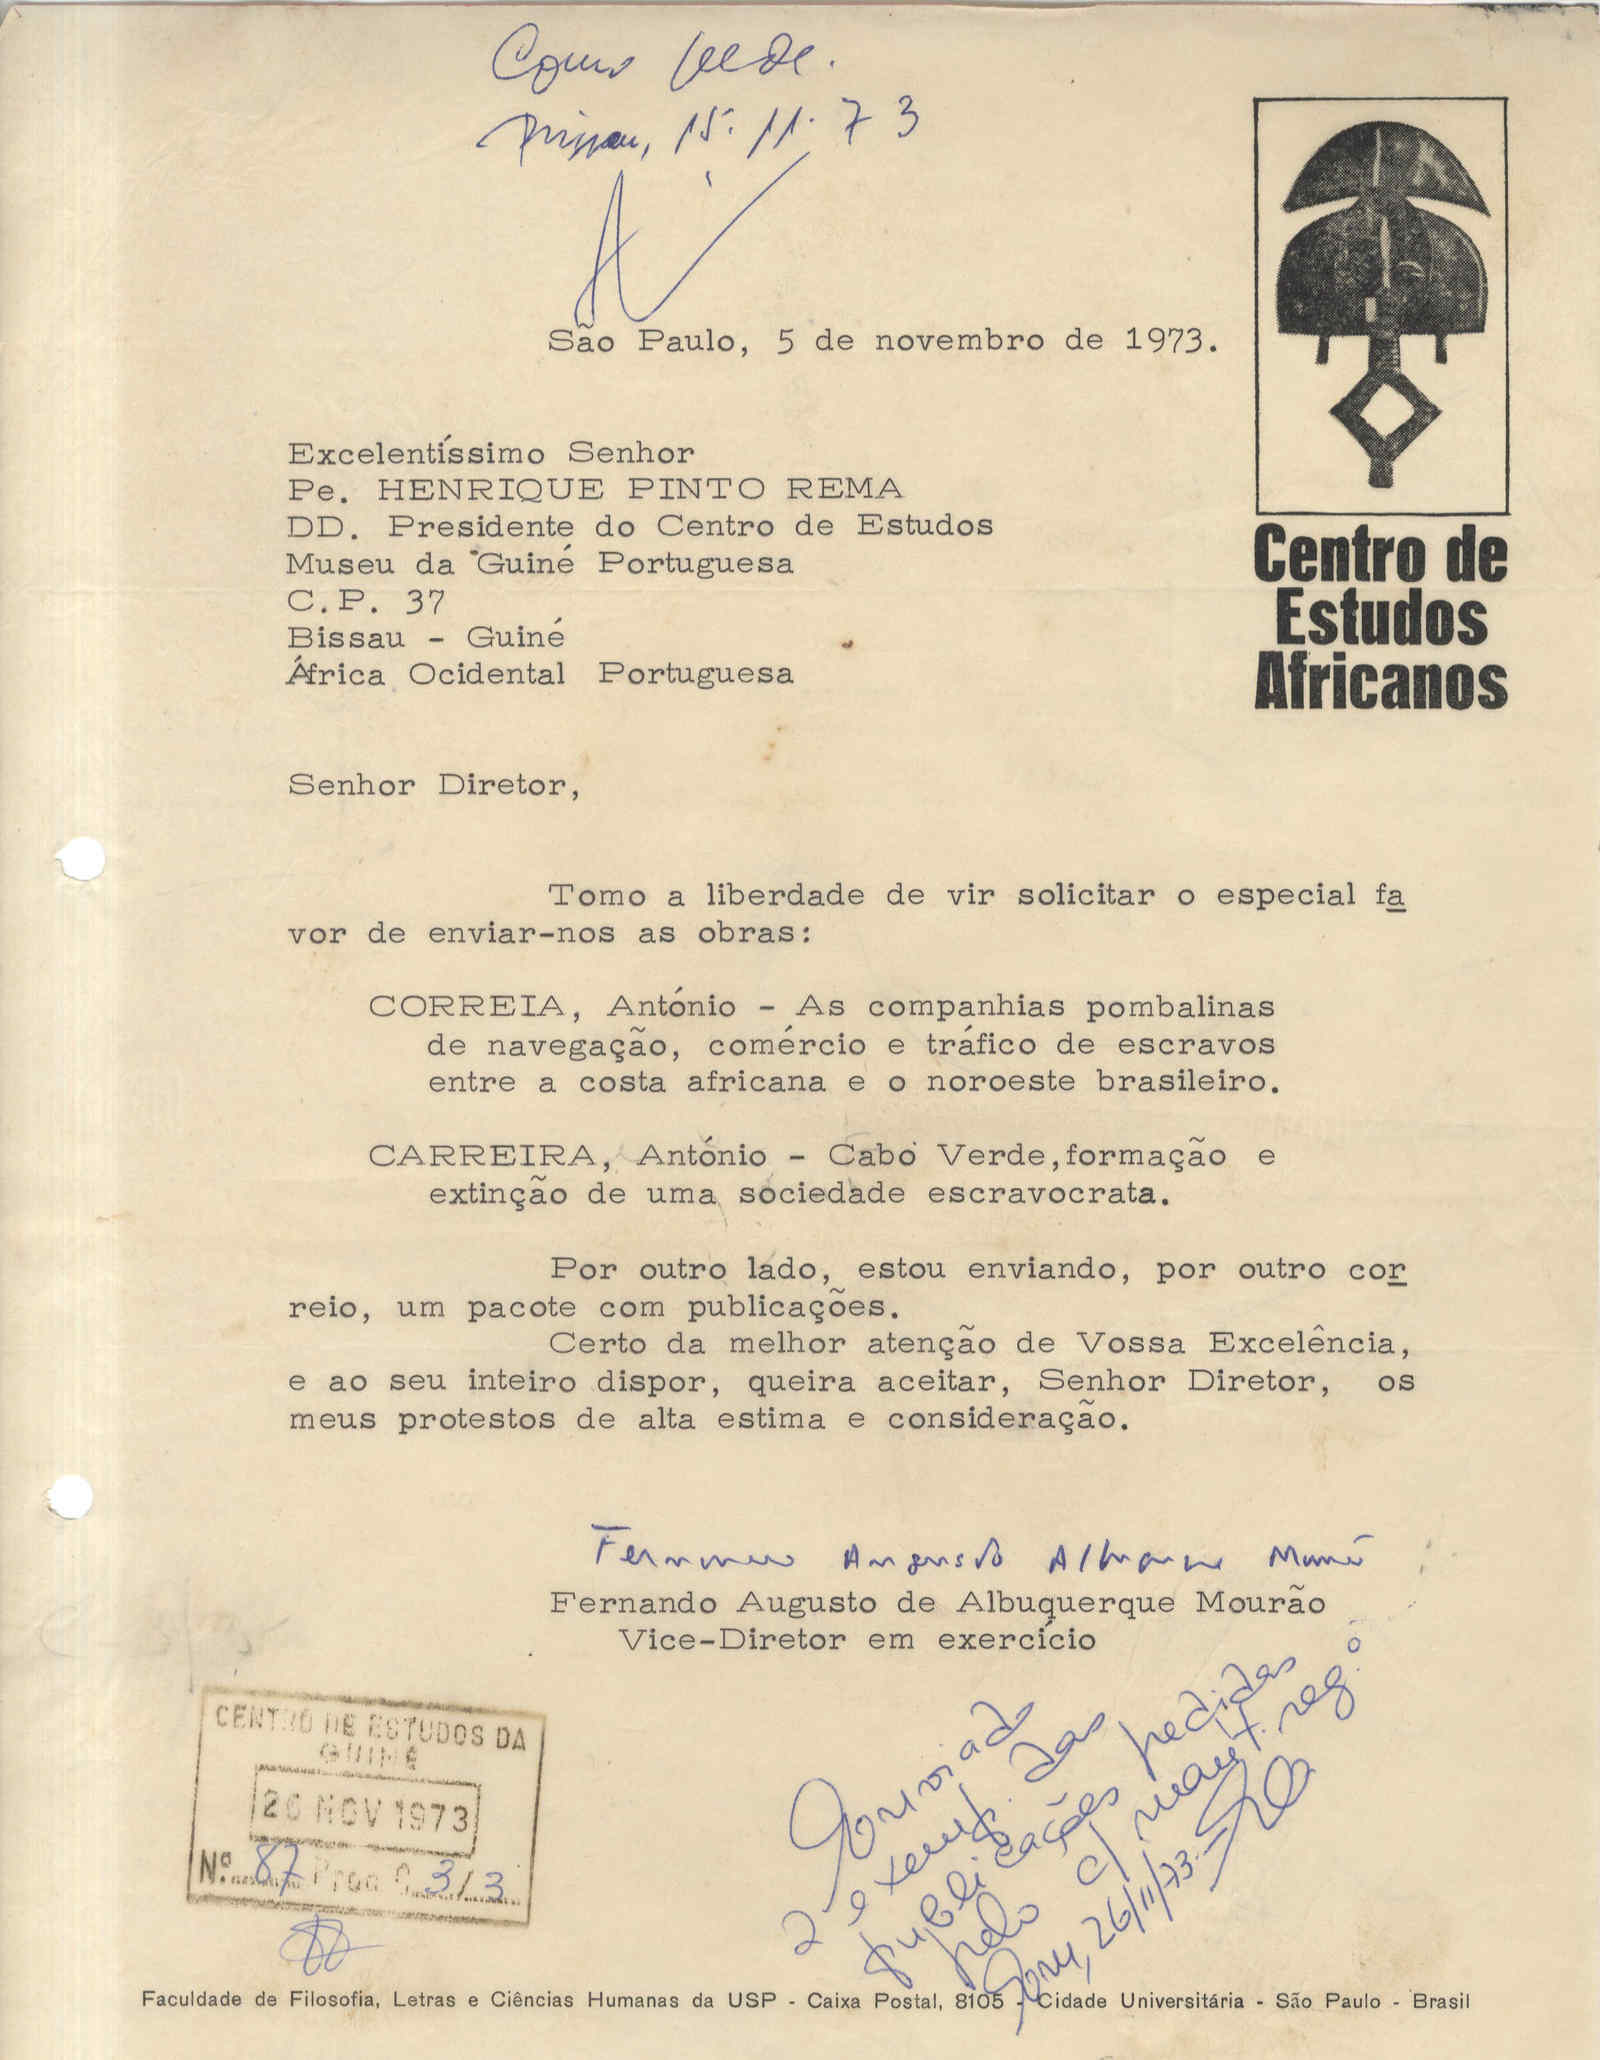 Como pede.
Bissau, 15.11.73
São Paulo, 5 de novembro de 1973.
Centro de
Estudos
Africanos
Excelentíssimo Senhor
Pe. HENRIQUE PINTO REMA
DD. Presidente do Centro de Estudos
Museu da Guiné Portuguesa
C.P. 37
Bissau - Guiné
África Ocidental Portuguesa
Senhor Diretor,
Tomo a liberdade de vir solicitar o especial fa
vor de enviar-nos as obras:
CORREIA, António - As companhias pombalinas
de navegação, comércio e tráfico de escravos
entre a costa africana e o noroeste brasileiro.
CARREIRA, António - Cabo Verde,formação e
extinção de uma sociedade escravocrata.
Por outro lado, estou enviando, por outro cor
reio, um pacote com publicações.
Certo da melhor atenção de Vossa Excelência,
e ao seu inteiro dispor, queira aceitar, Senhor Diretor, os
meus protestos de alta estima e consideração.
Fernando Augusto Albuquerque Mourão
Fernando Augusto de Albuquerque Mourão
Vice-Diretor em exercício
Enviado
2 exemp. das
publicações pedidas
pelo c/ marít. reg.º
26/11/73.
CENTRO DE ESTUDOS DA
GUINÉ
26 NOV 1973
Nº 87 Proc C. 3/3
Faculdade de Filosofia, Letras e Ciências Humanas da USP - Caixa Postal, 8105 - Cidade Universitária - São Paulo - Brasil